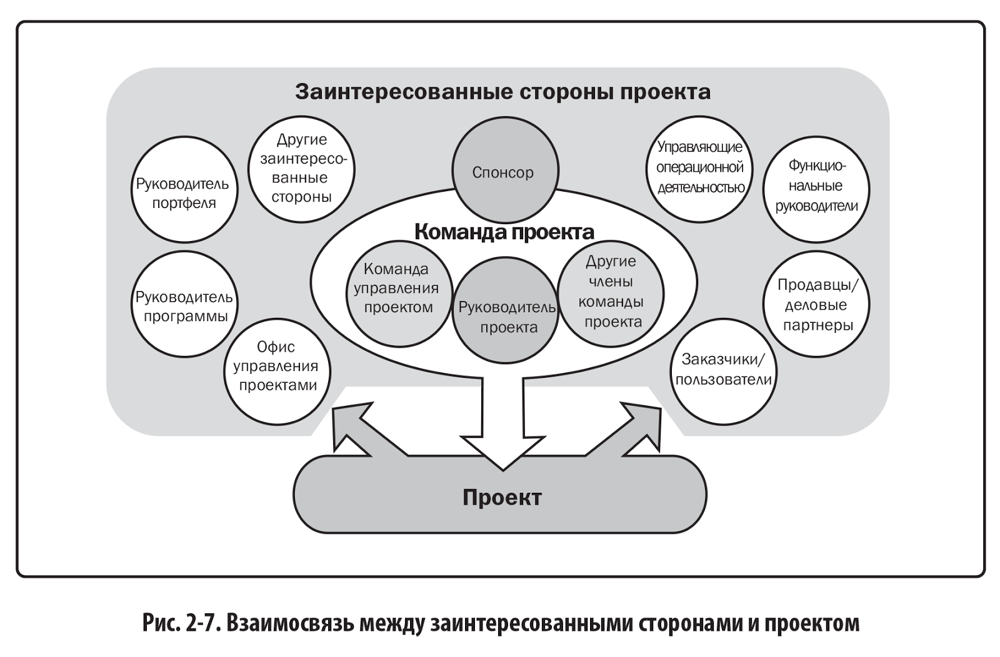 Заинтересованные стороны проекта
Руководитель
портфеля
Другие
заинтересо-
ванные
стороны
Спонсор
Управляющие
операционной
деятельностью
Функцио-
нальные
руководители
Команда проекта
Руководитель
программы
Команда
управления
проектом
Руководитель
проекта
Другие
члены
команды
проекта
Продавцы/
деловые
партнеры
Офис
управления
проектами
Заказчики/
пользователи
Проект
Рис. 2-7. Взаимосвязь между заинтересованными сторонами и проектом